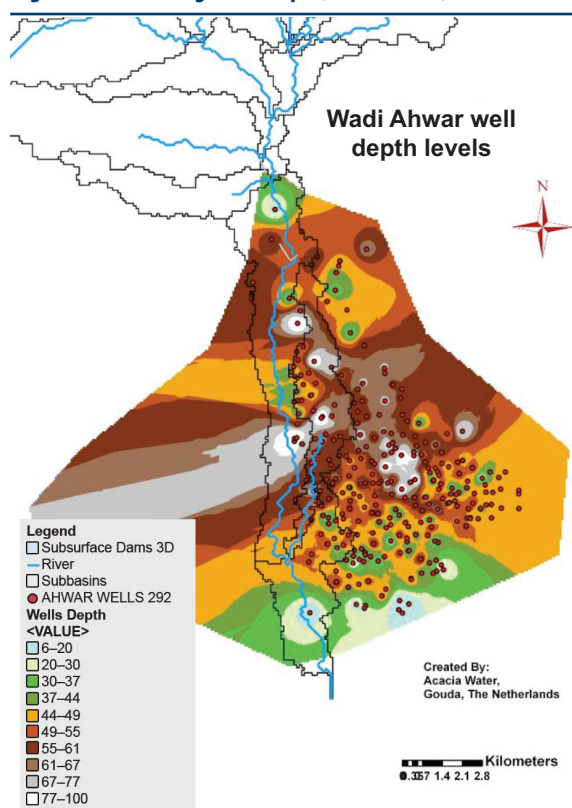 Wadi Ahwar well
depth levels
N
Legend
Subsurface Dams 3D
River
Subbasins
AHWAR WELLS 292
Wells Depth
<VALUE>
6–20
20–30
30–37
37–44
44–49
49–55
55–61
61–67
67–77
77–100
Created By:
Acacia Water,
Gouda, The Netherlands
Kilometers
1.4 2.1 2.8